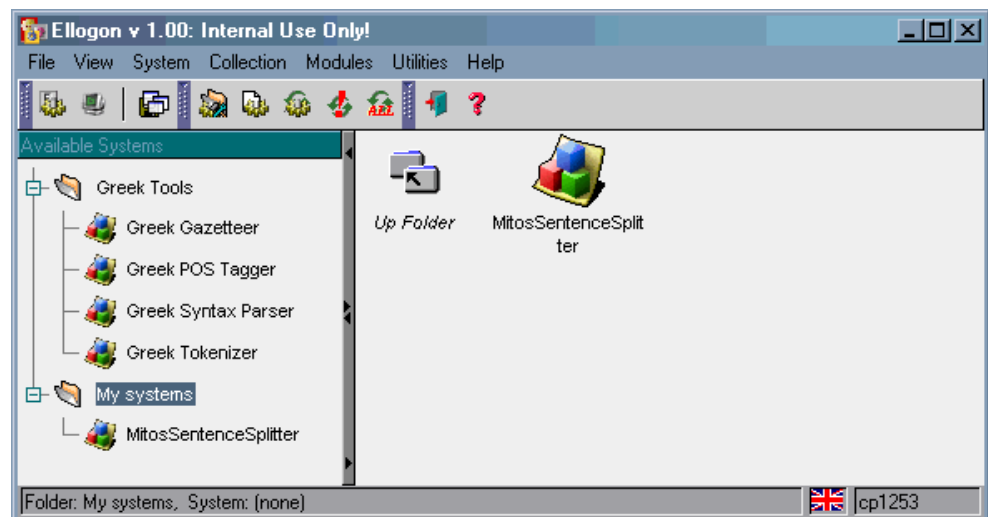 Ellogon v 1.00: Internal Use Only!
File View System Collection Modules Utilities Help
ART
Available Systems
Greek Tools
Greek Gazetteer
Greek POS Tagger
Greek Syntax Parser
Greek Tokenizer
My systems
MitosSentenceSplitter
Up Folder
MitosSentenceSplit
ter
Folder: My systems, System: (none)
cp1253